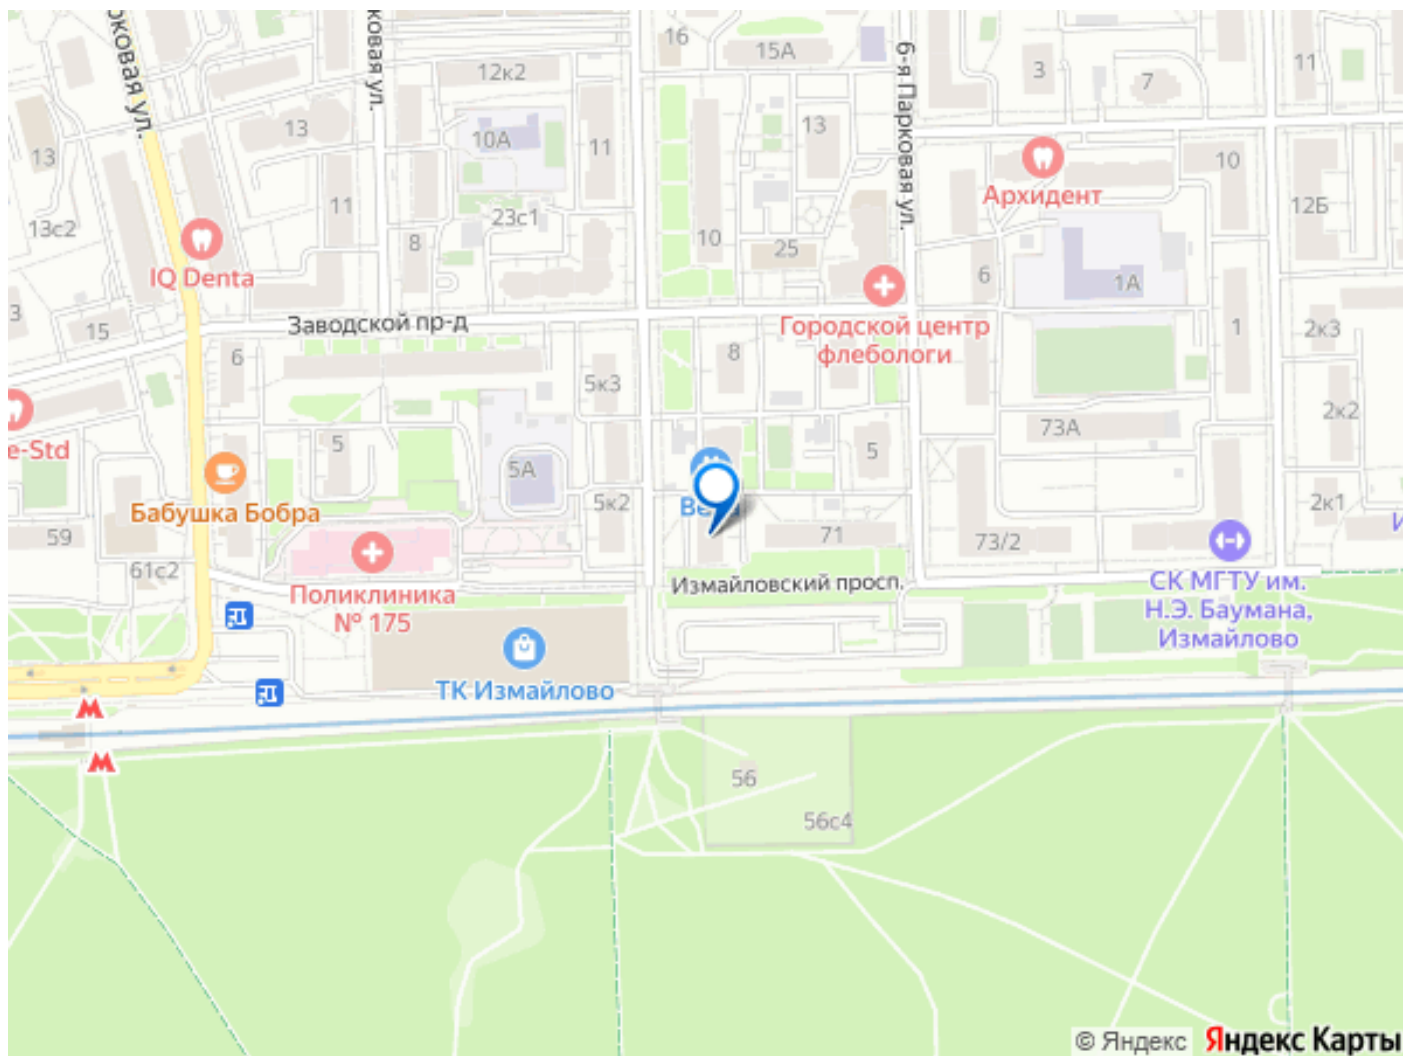 ковая ул.
ковая ул.
16
15А
6-я Парковая ул.
3
7
11
12к2
13
10А
11
13
13
10
Архидент
11
12Б
13с2
23с1
8
10
25
6
1А
IQ Denta
3
15
Заводской пр-д
Городской центр
флебологи
1
2к3
6
8
5к3
2к2
e-Std
5
5А
5
73А
Бабушка Бобра
5к2
71
73/2
2к1
59
61с2
Поликлиника
№ 175
Измайловский просп.
СК МГТУ им.
Н.Э. Баумана,
Измайлово
ТК Измайлово
56
56с4
© Яндекс Яндекс Карты